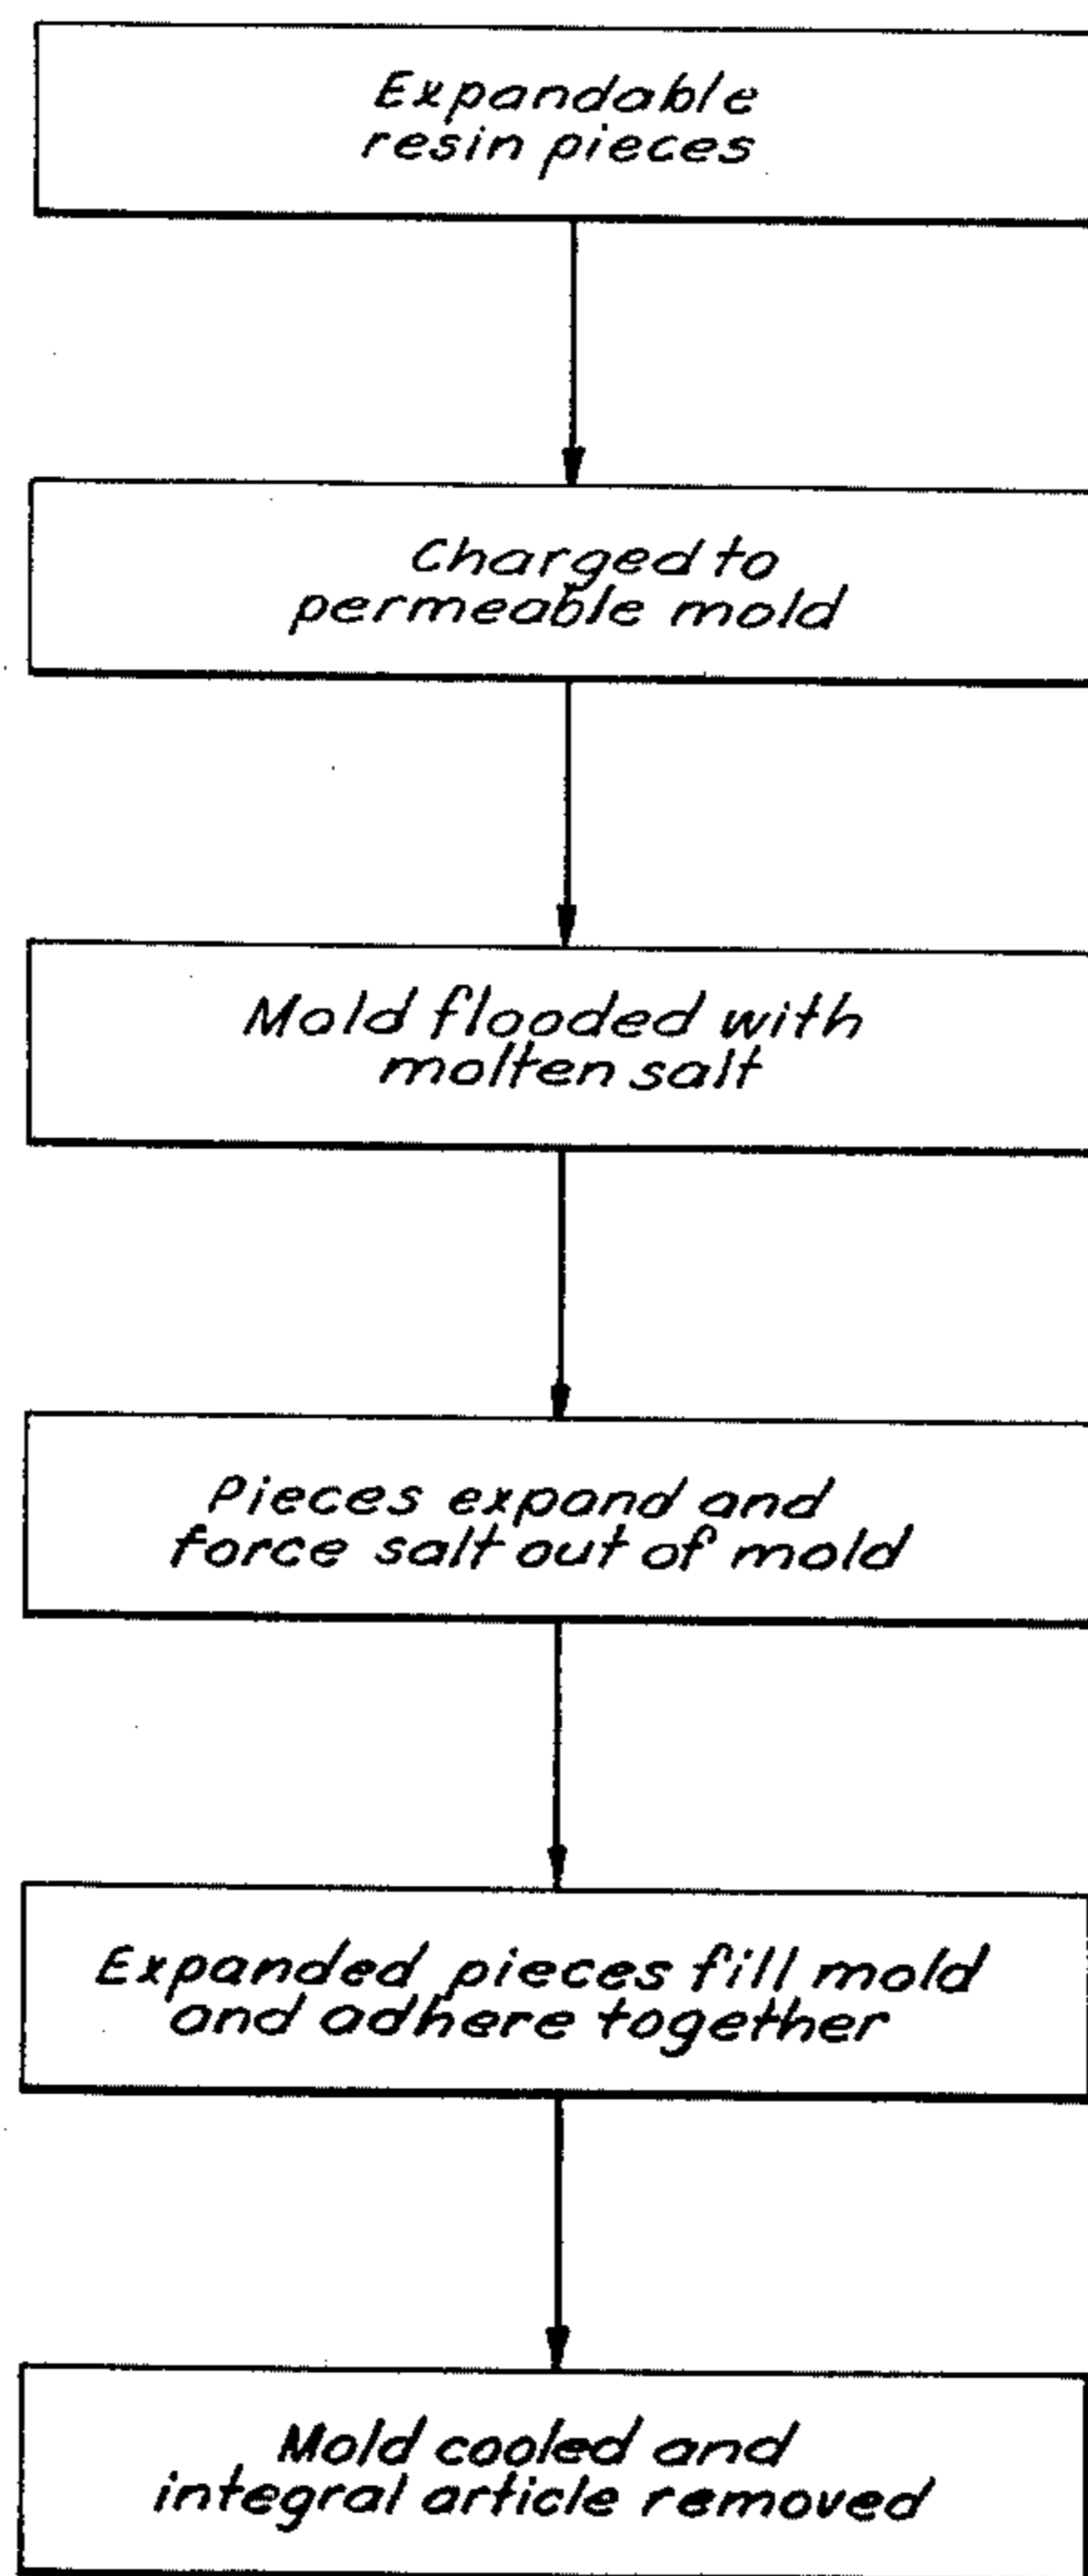 Expandable
resin pieces
Charged to
permeable mold
Mold flooded with
molten salt
Pieces expand and
force salt out of mold
Expanded pieces fill mold
and adhere together
Mold cooled and
integral article removed